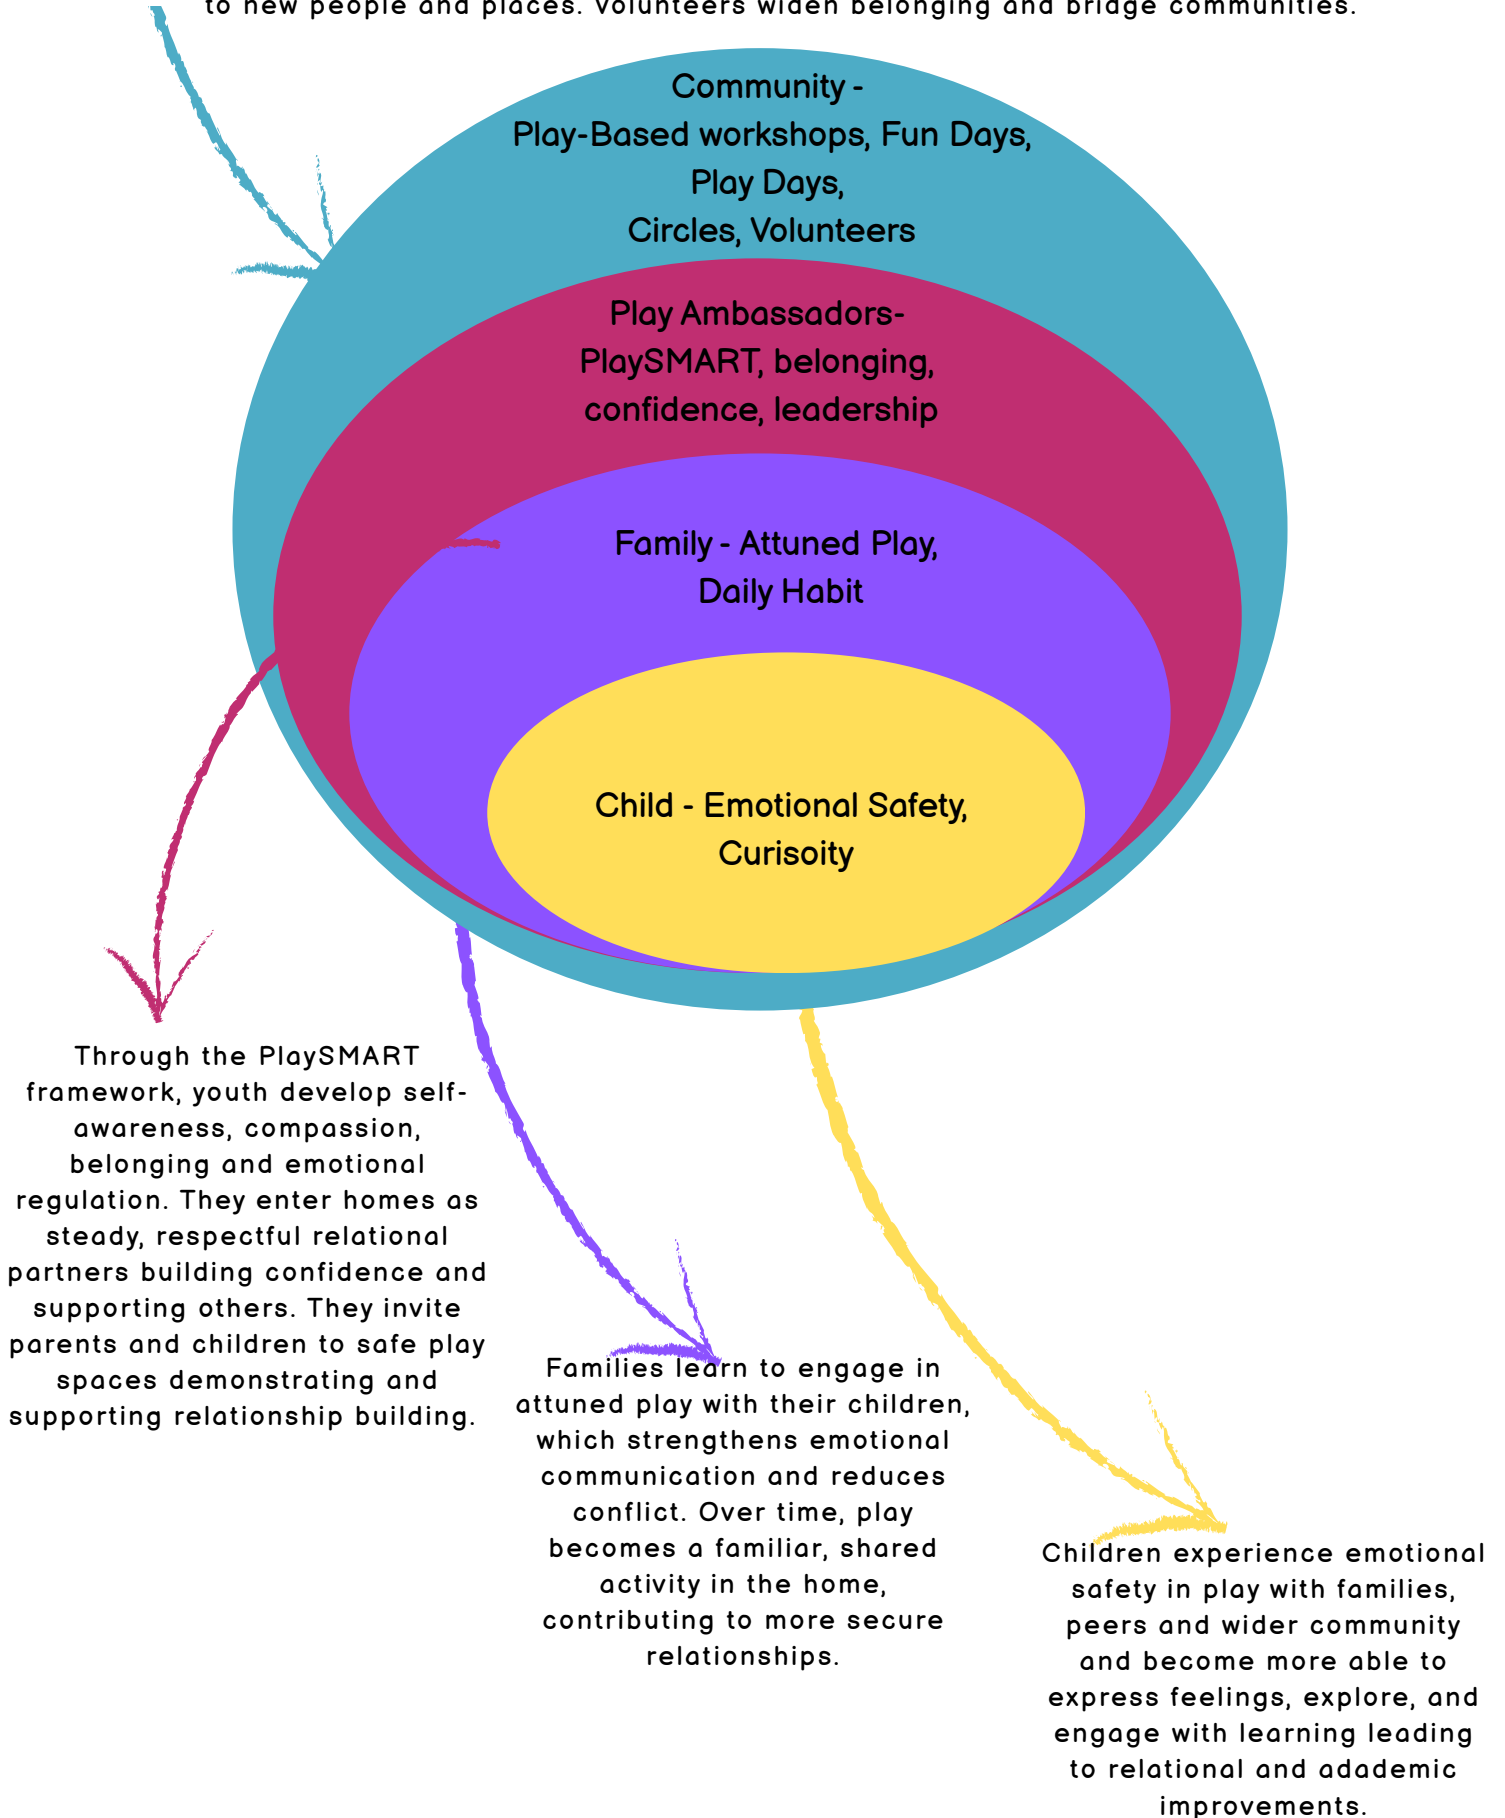 to new people and places. Volunteers widen belonging and bridge communities.
Community -
Play-Based workshops, Fun Days,
Play Days,
Circles, Volunteers
Play Ambassadors-
PlaySMART, belonging,
confidence, leadership
Family - Attuned Play,
Daily Habit
Child - Emotional Safety,
Curisoity
Through the PlaySMART
framework, youth develop self-
awareness, compassion,
belonging and emotional
regulation. They enter homes as
steady, respectful relational
partners building confidence and
supporting others. They invite
parents and children to safe play
spaces demonstrating and
supporting relationship building.
Families learn to engage in
attuned play with their children,
which strengthens emotional
communication and reduces
conflict. Over time, play
becomes a familiar, shared
activity in the home,
contributing to more secure
relationships.
Children experience emotional
safety in play with families,
peers and wider community
and become more able to
express feelings, explore, and
engage with learning leading
to relational and adademic
improvements.